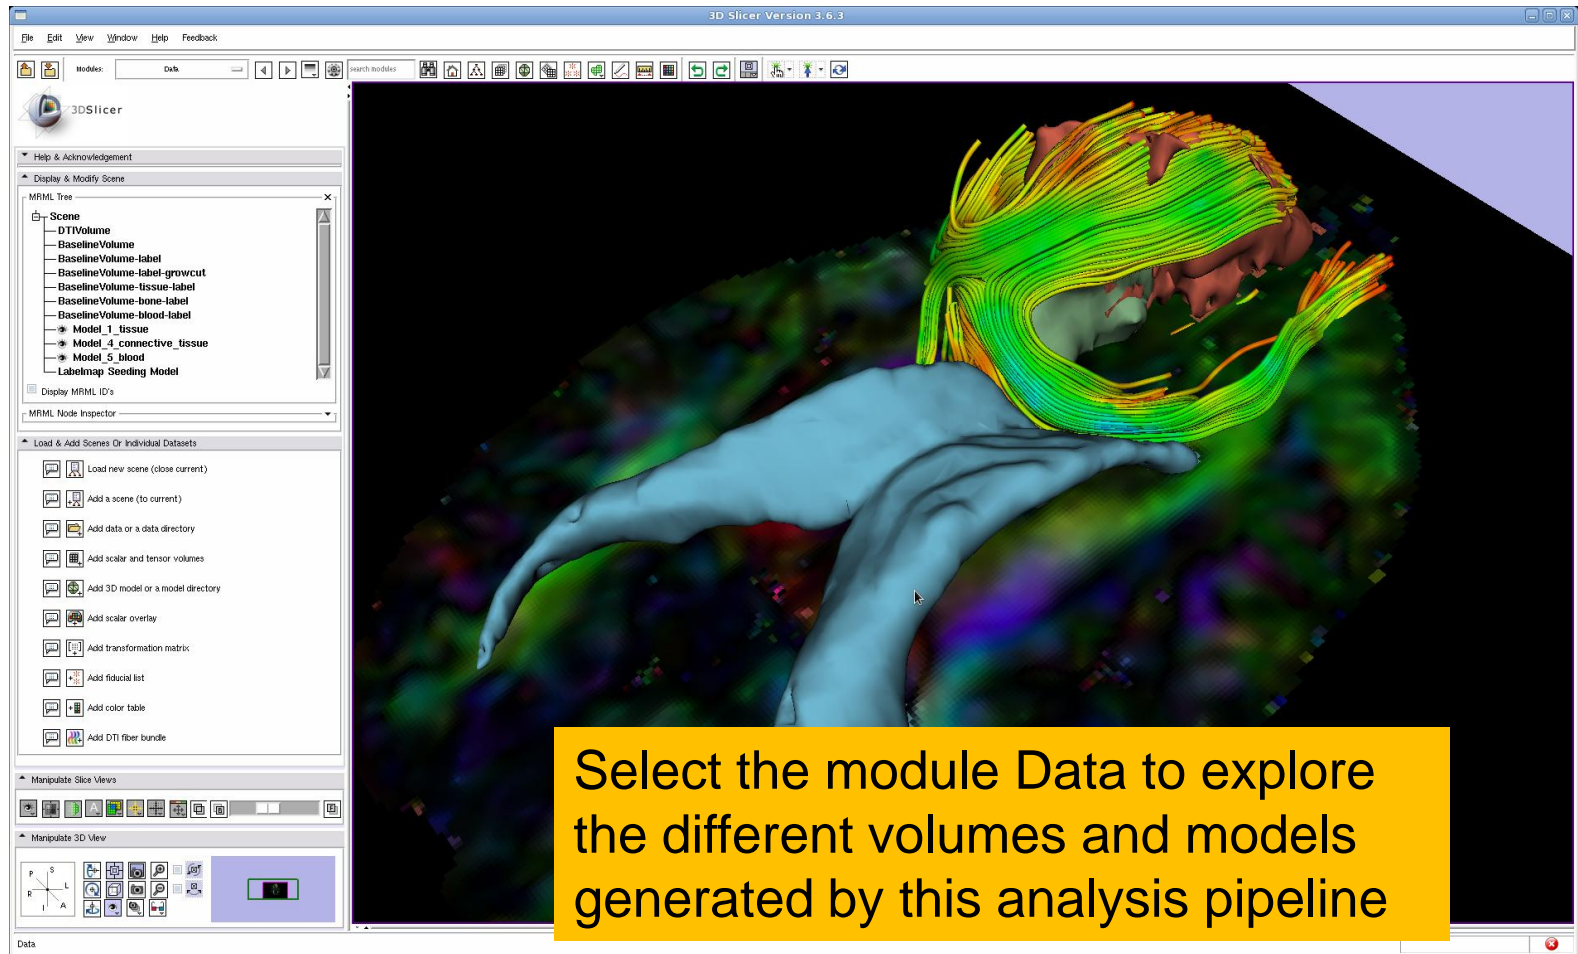 3D Slicer Version 3.6.3
File Edit View Window Help Feedback
Modules: Data search modules
3DSlicer
Help & Acknowledgement
Display & Modify Scene
MRML Tree
Scene
DTIVolume
BaselineVolume
BaselineVolume-label
BaselineVolume-label-growcut
BaselineVolume-tissue-label
BaselineVolume-bone-label
BaselineVolume-blood-label
Model_1_tissue
Model_4_connective_tissue
Model_5_blood
Labelmap Seeding Model
Display MRML ID's
MRML Node Inspector
Load & Add Scenes Or Individual Datasets
Load new scene (close current)
Add a scene (to current)
Add data or a data directory
Add scalar and tensor volumes
Add 3D model or a model directory
Add scalar overlay
Add transformation matrix
Add fiducial list
Add color table
Add DTI fiber bundle
Manipulate Slice Views
Manipulate 3D View
P S
R L
I A
Select the module Data to explore
the different volumes and models
generated by this analysis pipeline
Data